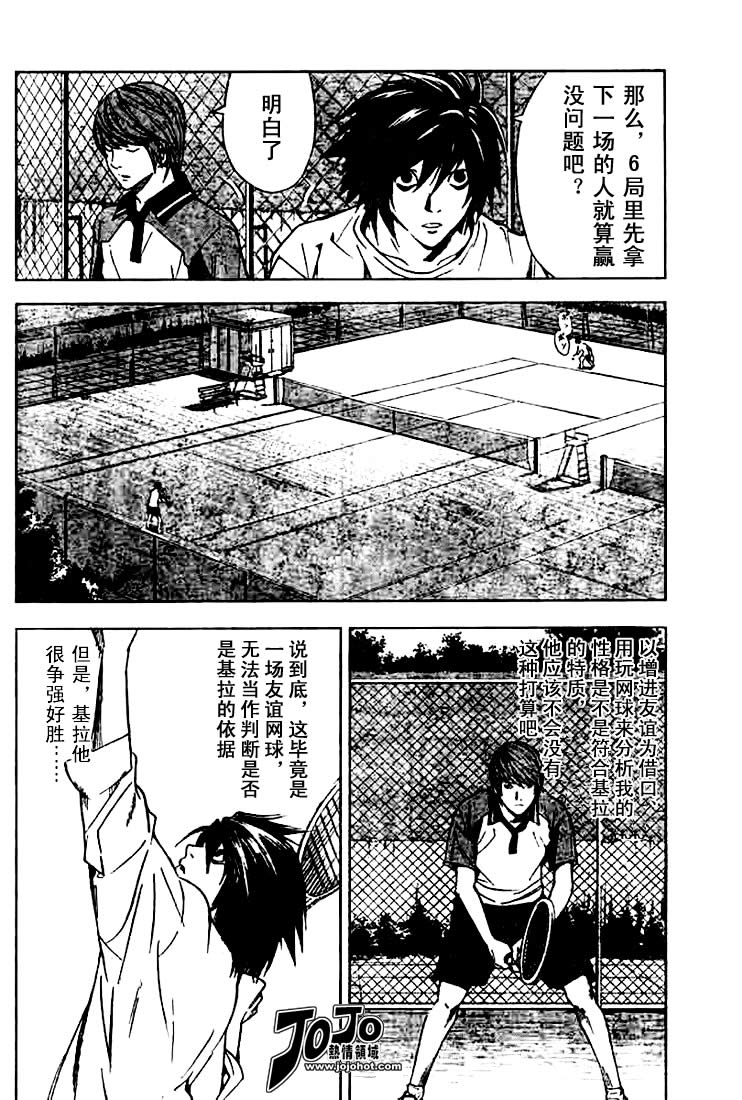 那么，6局里先拿
下一场的人就算赢
没问题吧？
明白了
以增进友谊为借口，
用玩网球来分析我的
性格是不是符合基拉
的特质，
他应该不会没有
这种打算吧
说到底，这毕竟是
一场友谊网球，
无法当作判断是否
是基拉的依据
但是，基拉他
很争强好胜……
JOJO
熱情領域
www.jojohot.com